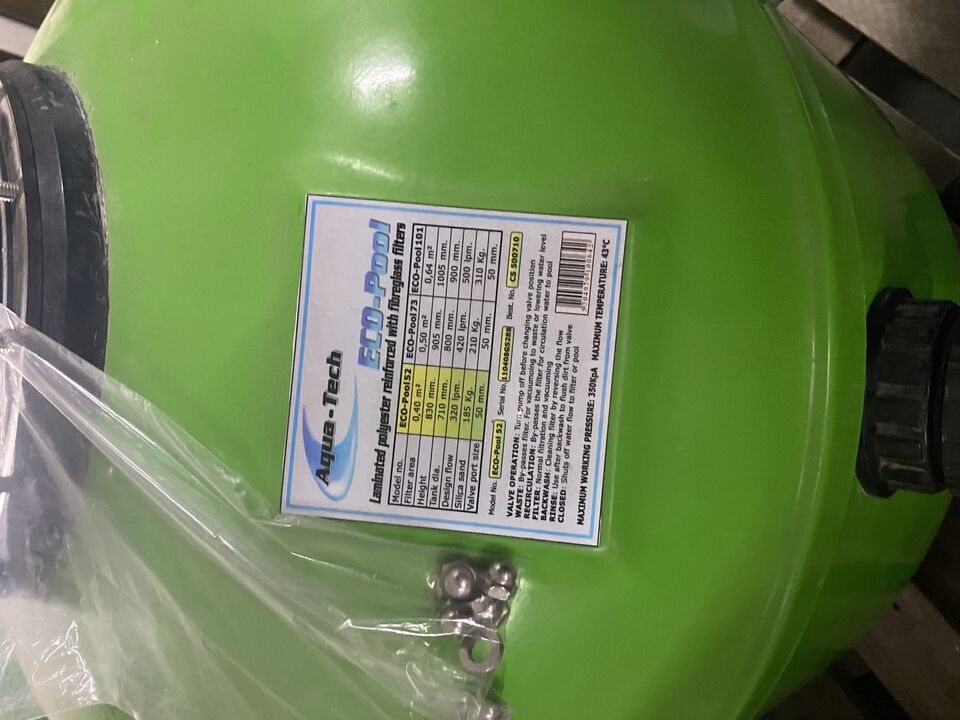 Aqua-Tech
ECO-Pool
Laminated polyester reinforced with fibreglass filters
Model no. ECO-Pool52 ECO-Pool73 ECO-Pool101
Filter area 0,40 m² 0,50 m² 0,64 m²
Height 830 mm. 905 mm. 1005 mm.
Tank dia. 710 mm. 800 mm. 900 mm.
Design flow 320 lpm. 420 lpm. 500 lpm.
Silica sand 185 Kg. 210 Kg. 310 Kg.
Valve port size 50 mm. 50 mm. 50 mm.
Model No. ECO-Pool 52 Serial No. 110408GS288 Best. No. CS 500710
VALVE OPERATION: Turn pump off before changing valve position
WASTE: By-passes filter. For vacuumoing to waste or lowering water level
RECIRCULATION: By-passes the filter for circulation water to pool
FILTER: Normal filtration and vacuuming
BACKWASH: Cleaning filter by reversing the flow
RINSE: Use after backwash to flush dirt from valve
CLOSED: Shuts off water flow to filter or pool
MAXIMUM WORKING PRESSURE: 350KpA MAXIMUM TEMPERATURE: 43°C